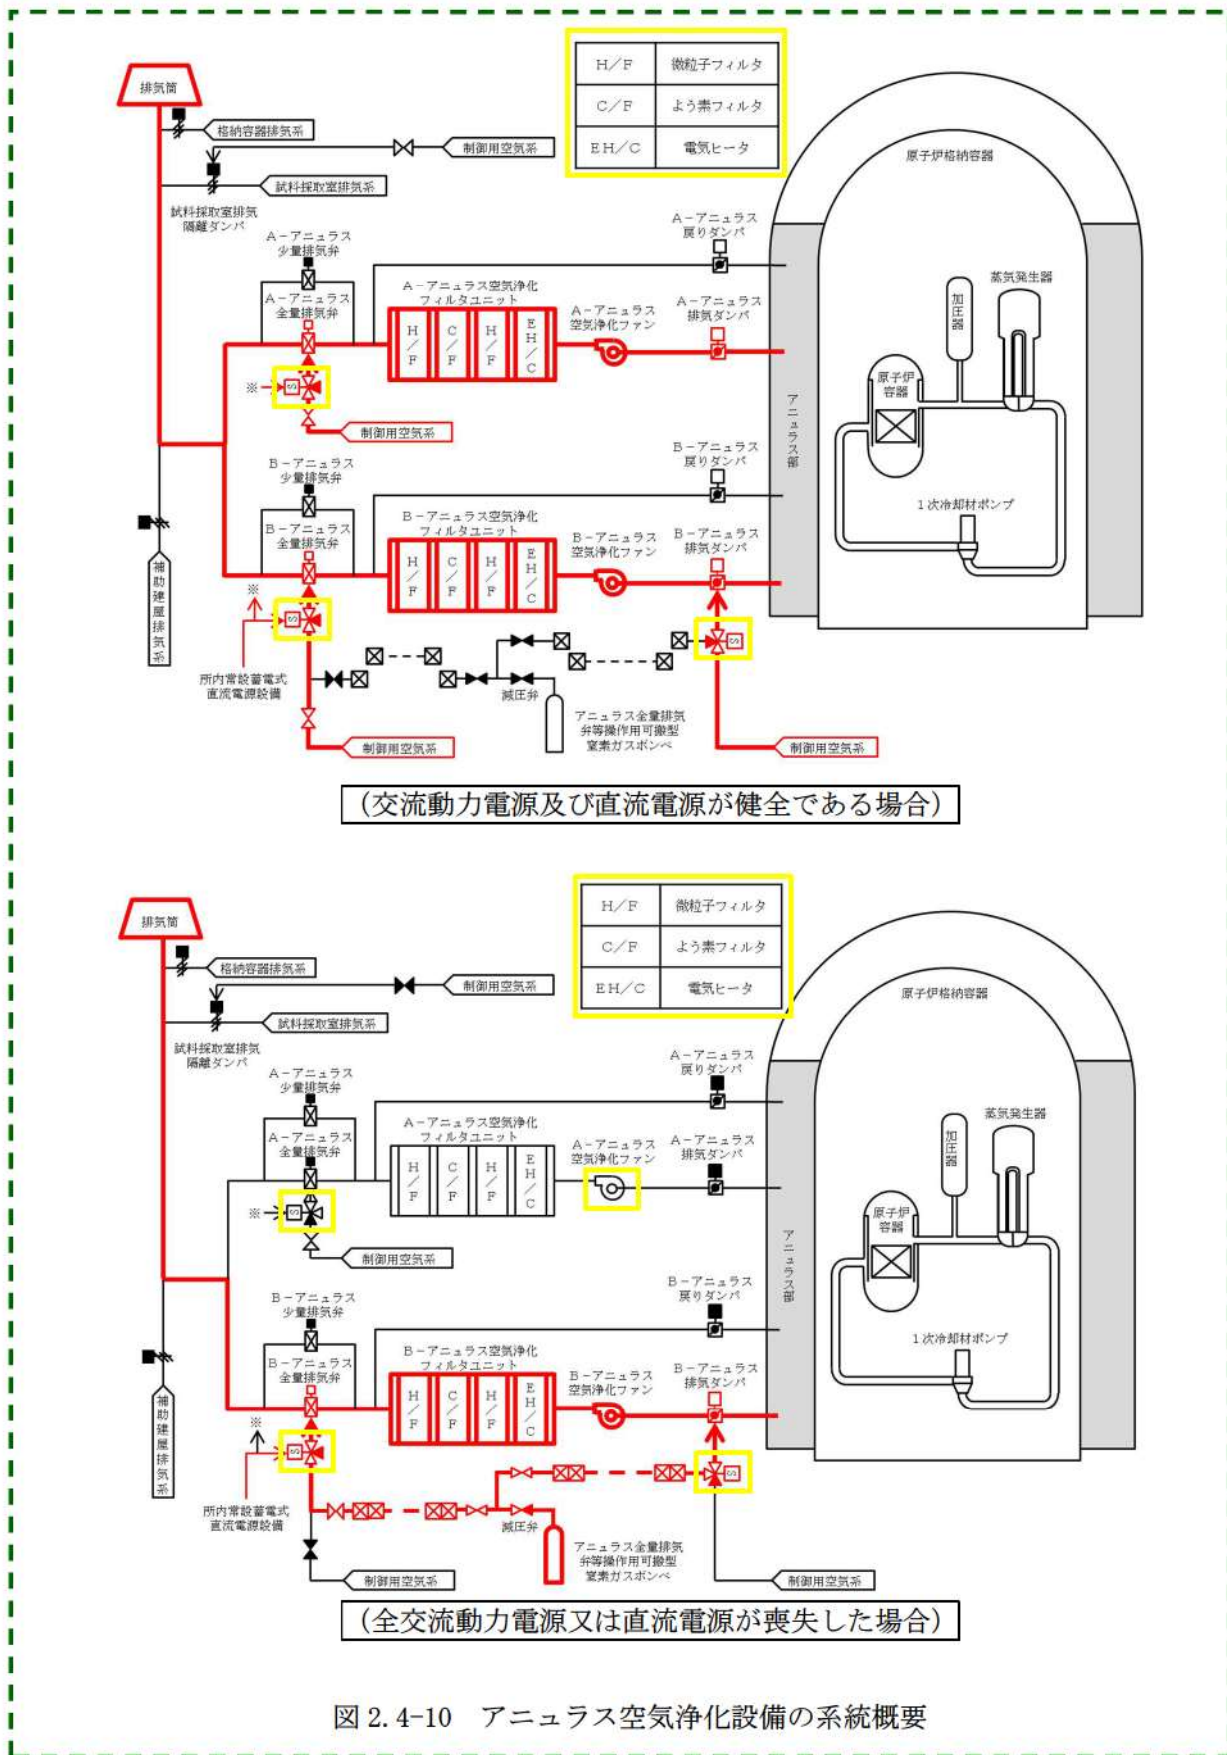 H/F 微粒子フィルタ
C/F よう素フィルタ
EH/C 電気ヒータ
排気筒
格納容器排気系
制御用空気系
試料採取室排気系
試料採取室排気
隔離ダンパ
原子炉格納容器
A-アニュラス
戻りダンパ
A-アニュラス
少量排気弁
A-アニュラス
全量排気弁
A-アニュラス空気浄化
フィルタユニット
H/F C/F H/F EH/C
A-アニュラス
空気浄化ファン
A-アニュラス
排気ダンパ
蒸気発生器
加圧器
原子炉
容器
アニュラス部
※
S
制御用空気系
B-アニュラス
戻りダンパ
B-アニュラス
少量排気弁
B-アニュラス
全量排気弁
B-アニュラス空気浄化
フィルタユニット
H/F C/F H/F EH/C
B-アニュラス
空気浄化ファン
B-アニュラス
排気ダンパ
1次冷却材ポンプ
補助建屋排気系
※
S
S
所内常設蓄電式
直流電源設備
減圧弁
アニュラス全量排気
弁等操作用可搬型
窒素ガスボンベ
制御用空気系
制御用空気系
(交流動力電源及び直流電源が健全である場合)
H/F 微粒子フィルタ
C/F よう素フィルタ
EH/C 電気ヒータ
排気筒
格納容器排気系
制御用空気系
試料採取室排気系
試料採取室排気
隔離ダンパ
原子炉格納容器
A-アニュラス
戻りダンパ
A-アニュラス
少量排気弁
A-アニュラス
全量排気弁
A-アニュラス空気浄化
フィルタユニット
H/F C/F H/F EH/C
A-アニュラス
空気浄化ファン
A-アニュラス
排気ダンパ
蒸気発生器
加圧器
原子炉
容器
アニュラス部
※
S
制御用空気系
B-アニュラス
戻りダンパ
B-アニュラス
少量排気弁
B-アニュラス
全量排気弁
B-アニュラス空気浄化
フィルタユニット
H/F C/F H/F EH/C
B-アニュラス
空気浄化ファン
B-アニュラス
排気ダンパ
1次冷却材ポンプ
補助建屋排気系
※
S
S
所内常設蓄電式
直流電源設備
減圧弁
アニュラス全量排気
弁等操作用可搬型
窒素ガスボンベ
制御用空気系
制御用空気系
(全交流動力電源又は直流電源が喪失した場合)
図 2.4-10 アニュラス空気浄化設備の系統概要